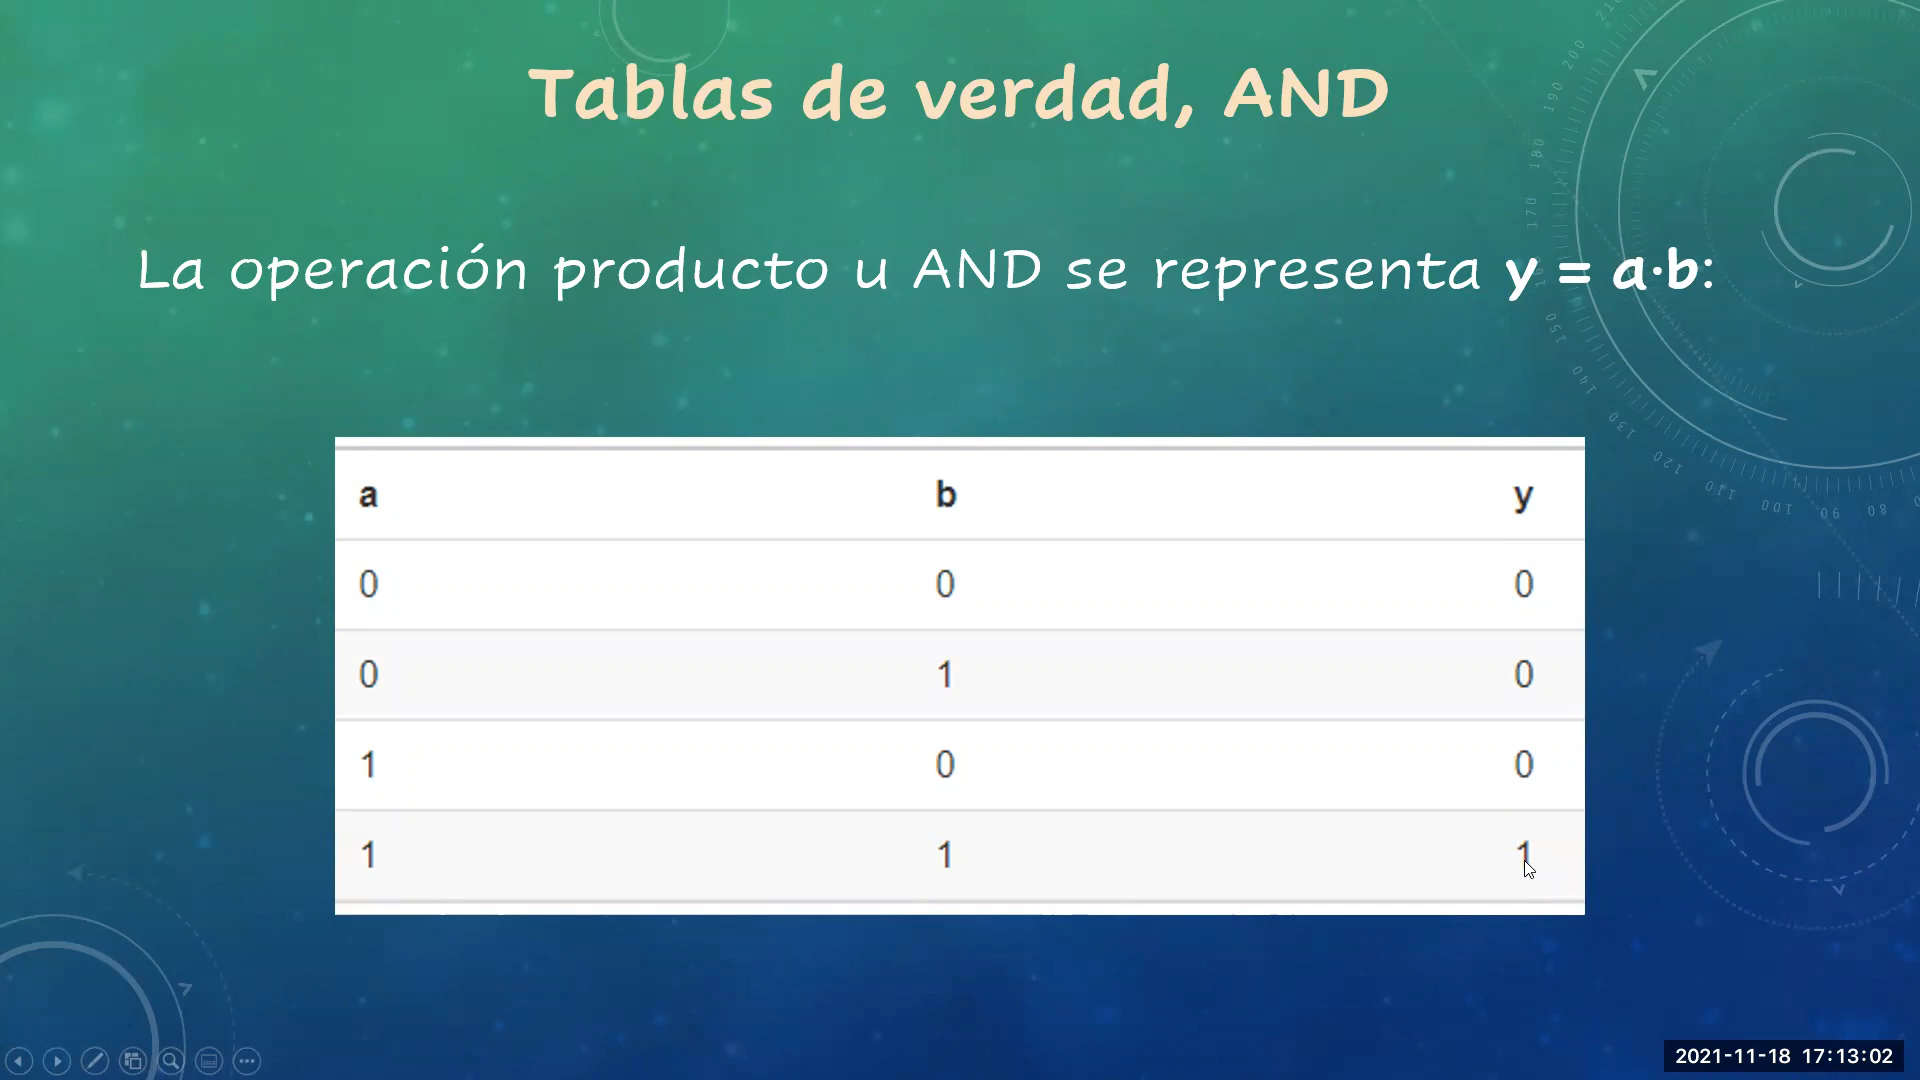 Tablas de verdad, AND
La operación producto u AND se representa y = a·b:
a b y
0 0 0
0 1 0
1 0 0
1 1 1
2021-11-18 17:13:02